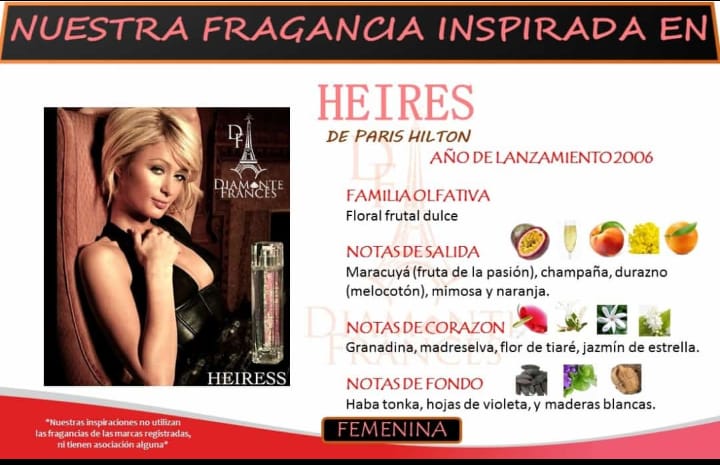 NUESTRA FRAGANCIA INSPIRADA EN
HEIRES
DE PARIS HILTON
AÑO DE LANZAMIENTO 2006
DF
DIAMONTE
FRANCES
HEIRESS
FAMILIA OLFATIVA
Floral frutal dulce
NOTAS DE SALIDA
Maracuyá (fruta de la pasión), champaña, durazno
(melocotón), mimosa y naranja.
NOTAS DE CORAZON
Granadina, madreselva, flor de tiaré, jazmín de estrella.
NOTAS DE FONDO
Haba tonka, hojas de violeta, y maderas blancas.
DF
DIAMONTE
FRANCES
*Nuestras inspiraciones no utilizan
las fragancias de las marcas registradas,
ni tienen asociación alguna*
FEMENINA